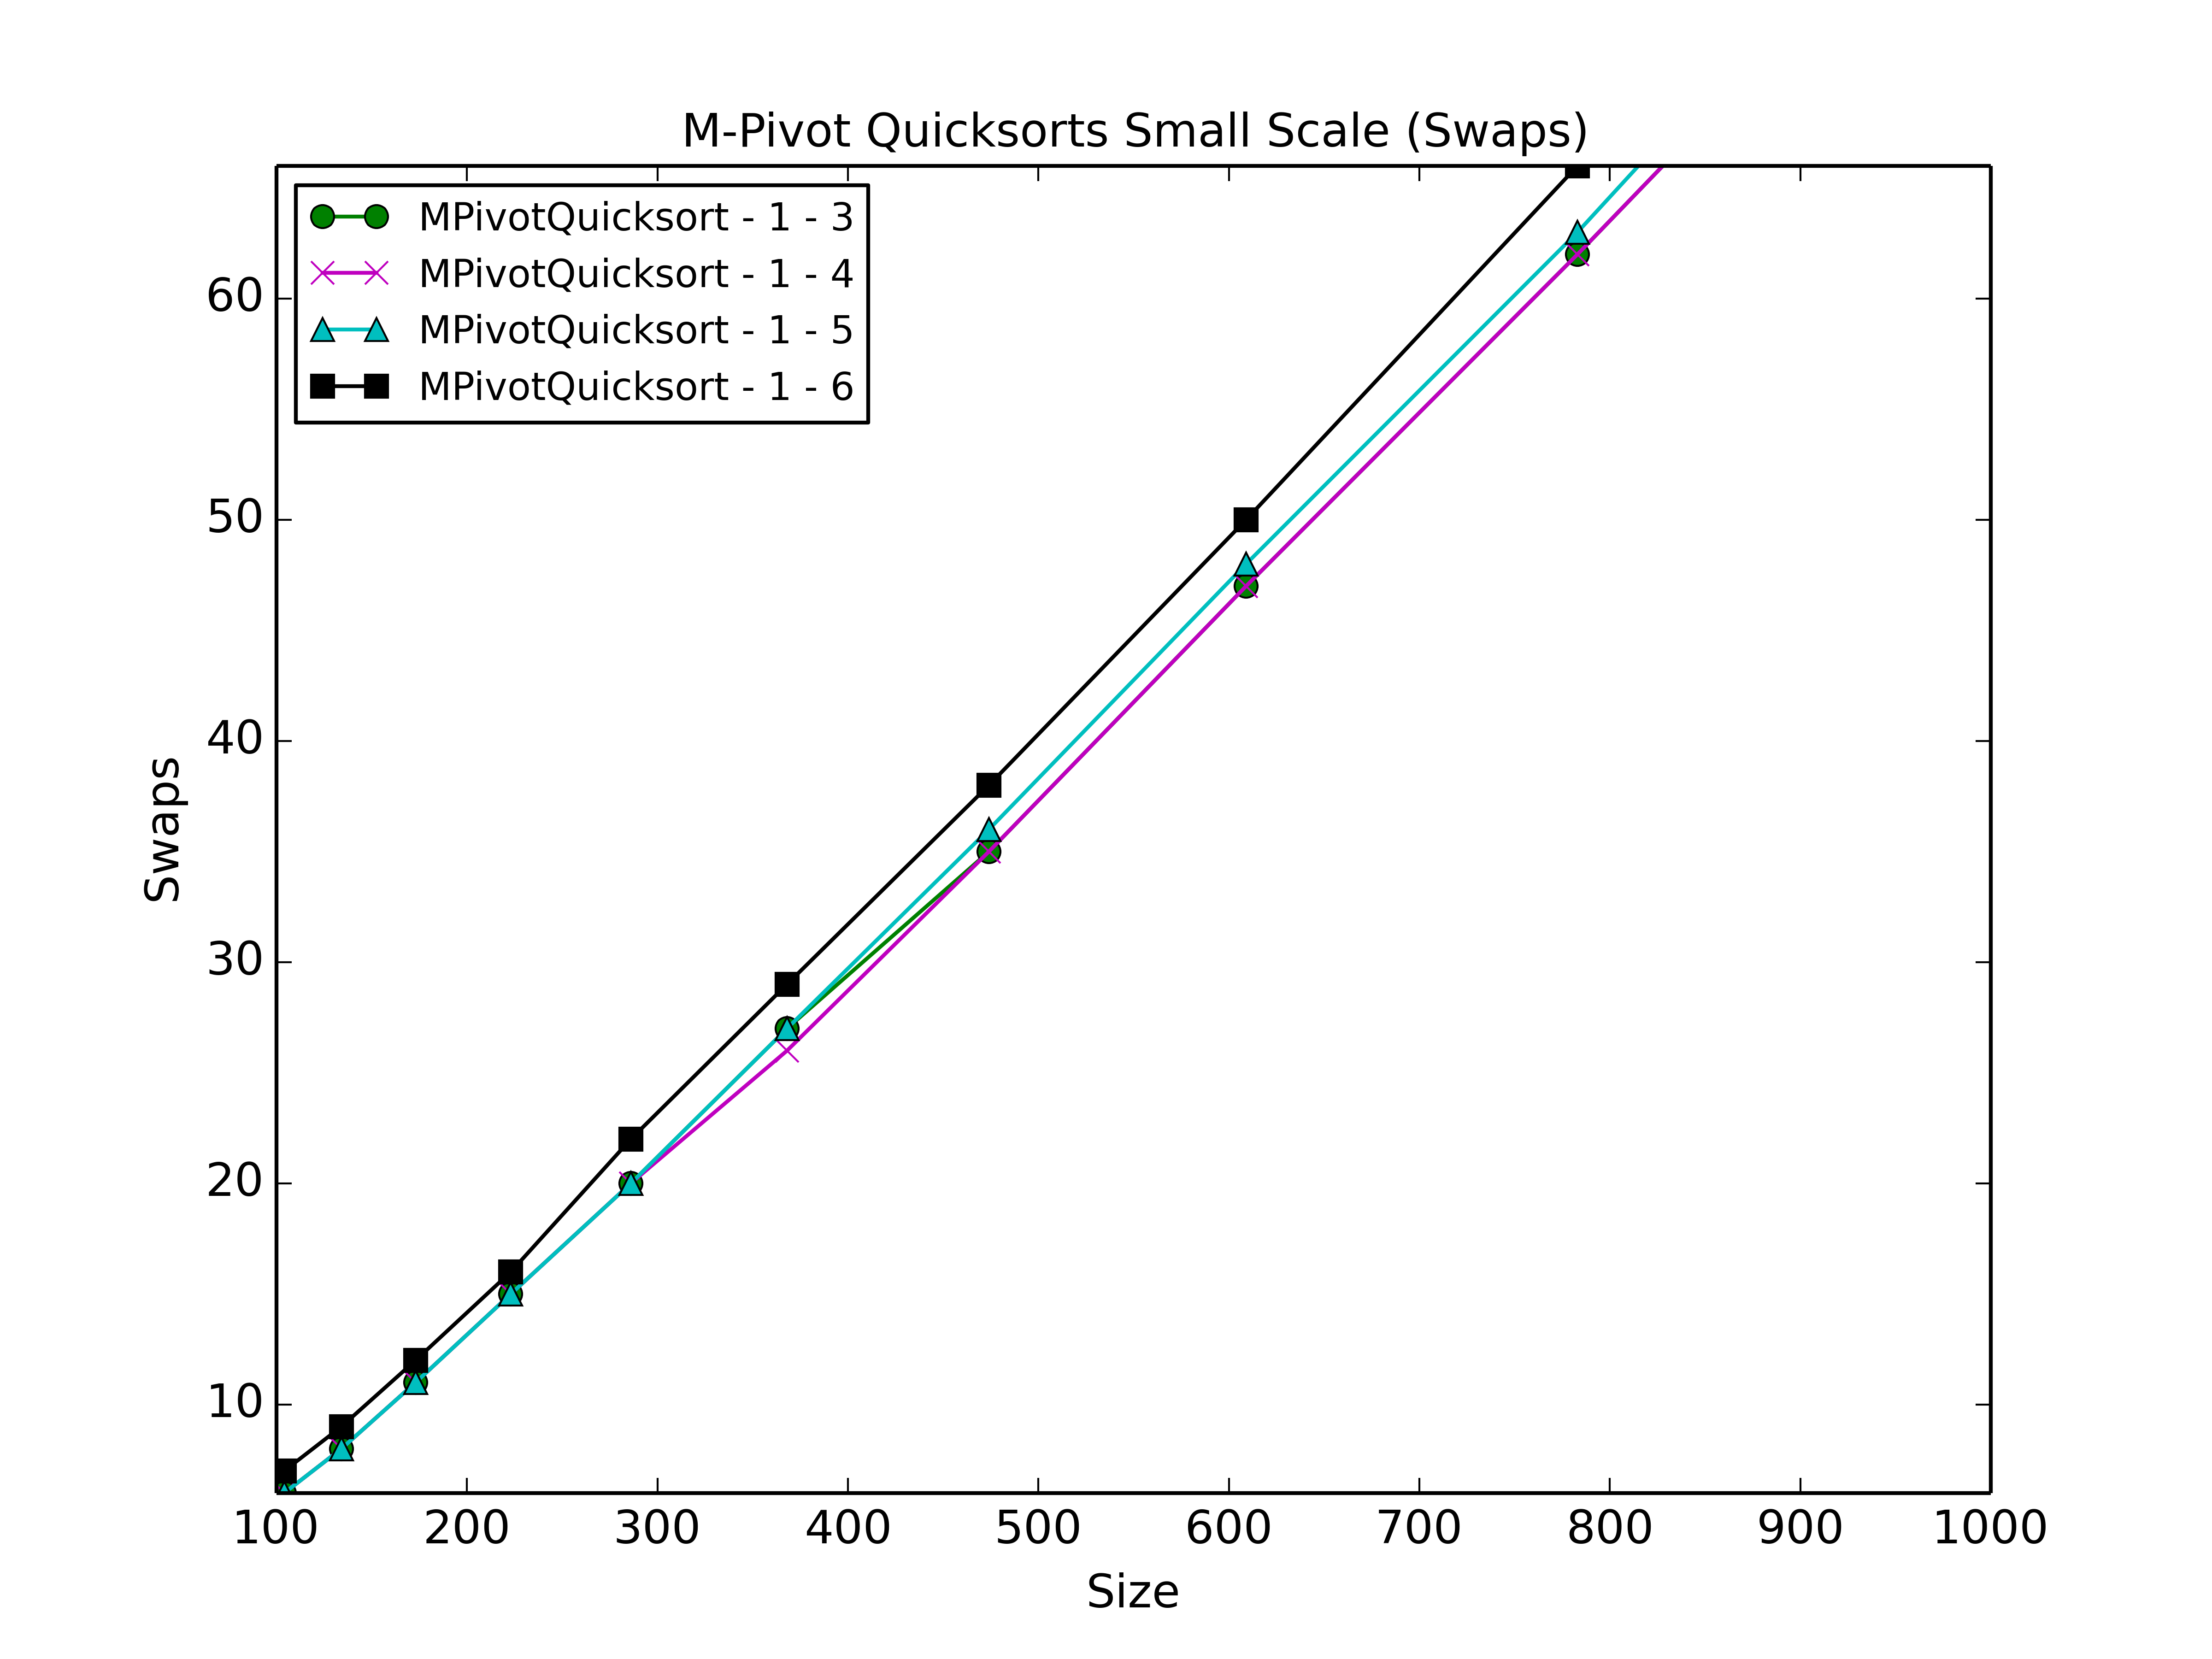 M-Pivot Quicksorts Small Scale (Swaps)
MPivotQuicksort - 1 - 3
MPivotQuicksort - 1 - 4
MPivotQuicksort - 1 - 5
MPivotQuicksort - 1 - 6
60
50
40
30
20
10
Swaps
100 200 300 400 500 600 700 800 900 1000
Size